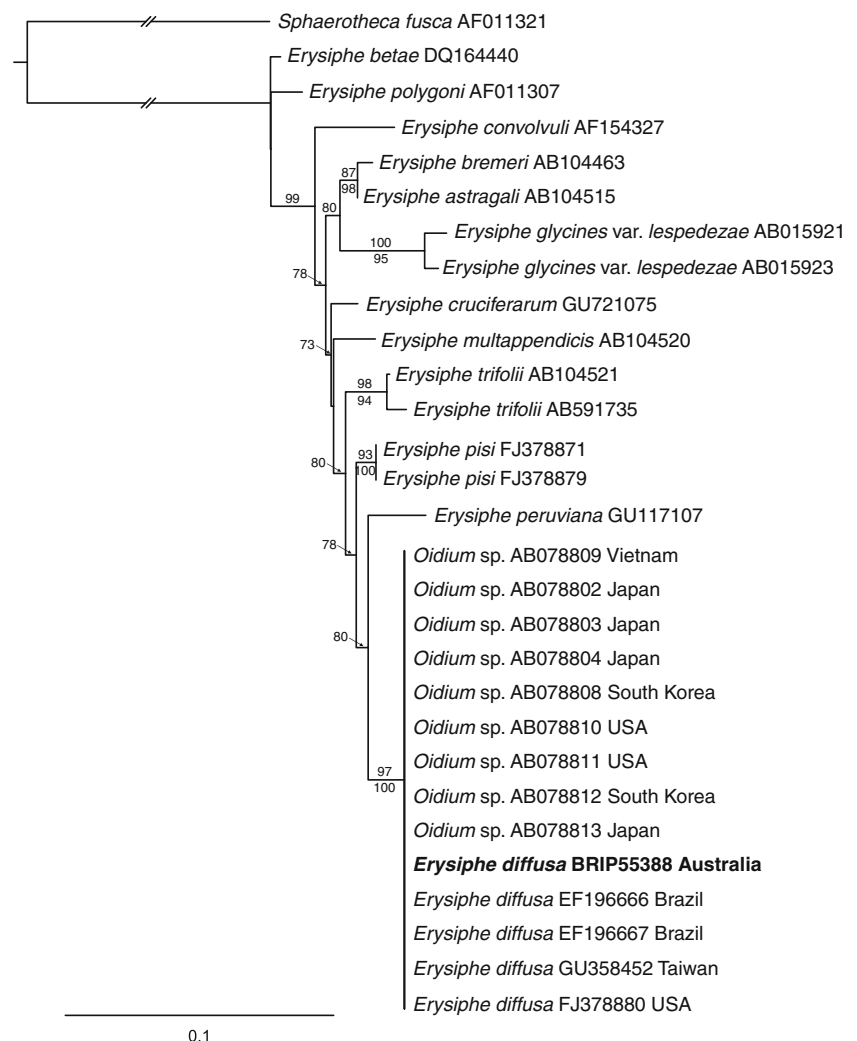 Sphaerotheca fusca AF011321
Erysiphe betae DQ164440
Erysiphe polygoni AF011307
Erysiphe convolvuli AF154327
87
Erysiphe bremeri AB104463
98
Erysiphe astragali AB104515
99
80
Erysiphe glycines var. lespedezae AB015921
100
95
Erysiphe glycines var. lespedezae AB015923
78
Erysiphe cruciferarum GU721075
73
Erysiphe multappendicis AB104520
98
Erysiphe trifolii AB104521
94
Erysiphe trifolii AB591735
93
Erysiphe pisi FJ378871
80
100
Erysiphe pisi FJ378879
Erysiphe peruviana GU117107
78
Oidium sp. AB078809 Vietnam
Oidium sp. AB078802 Japan
Oidium sp. AB078803 Japan
80
Oidium sp. AB078804 Japan
Oidium sp. AB078808 South Korea
Oidium sp. AB078810 USA
Oidium sp. AB078811 USA
97
100
Oidium sp. AB078812 South Korea
Oidium sp. AB078813 Japan
Erysiphe diffusa BRIP55388 Australia
Erysiphe diffusa EF196666 Brazil
Erysiphe diffusa EF196667 Brazil
Erysiphe diffusa GU358452 Taiwan
Erysiphe diffusa FJ378880 USA
0.1